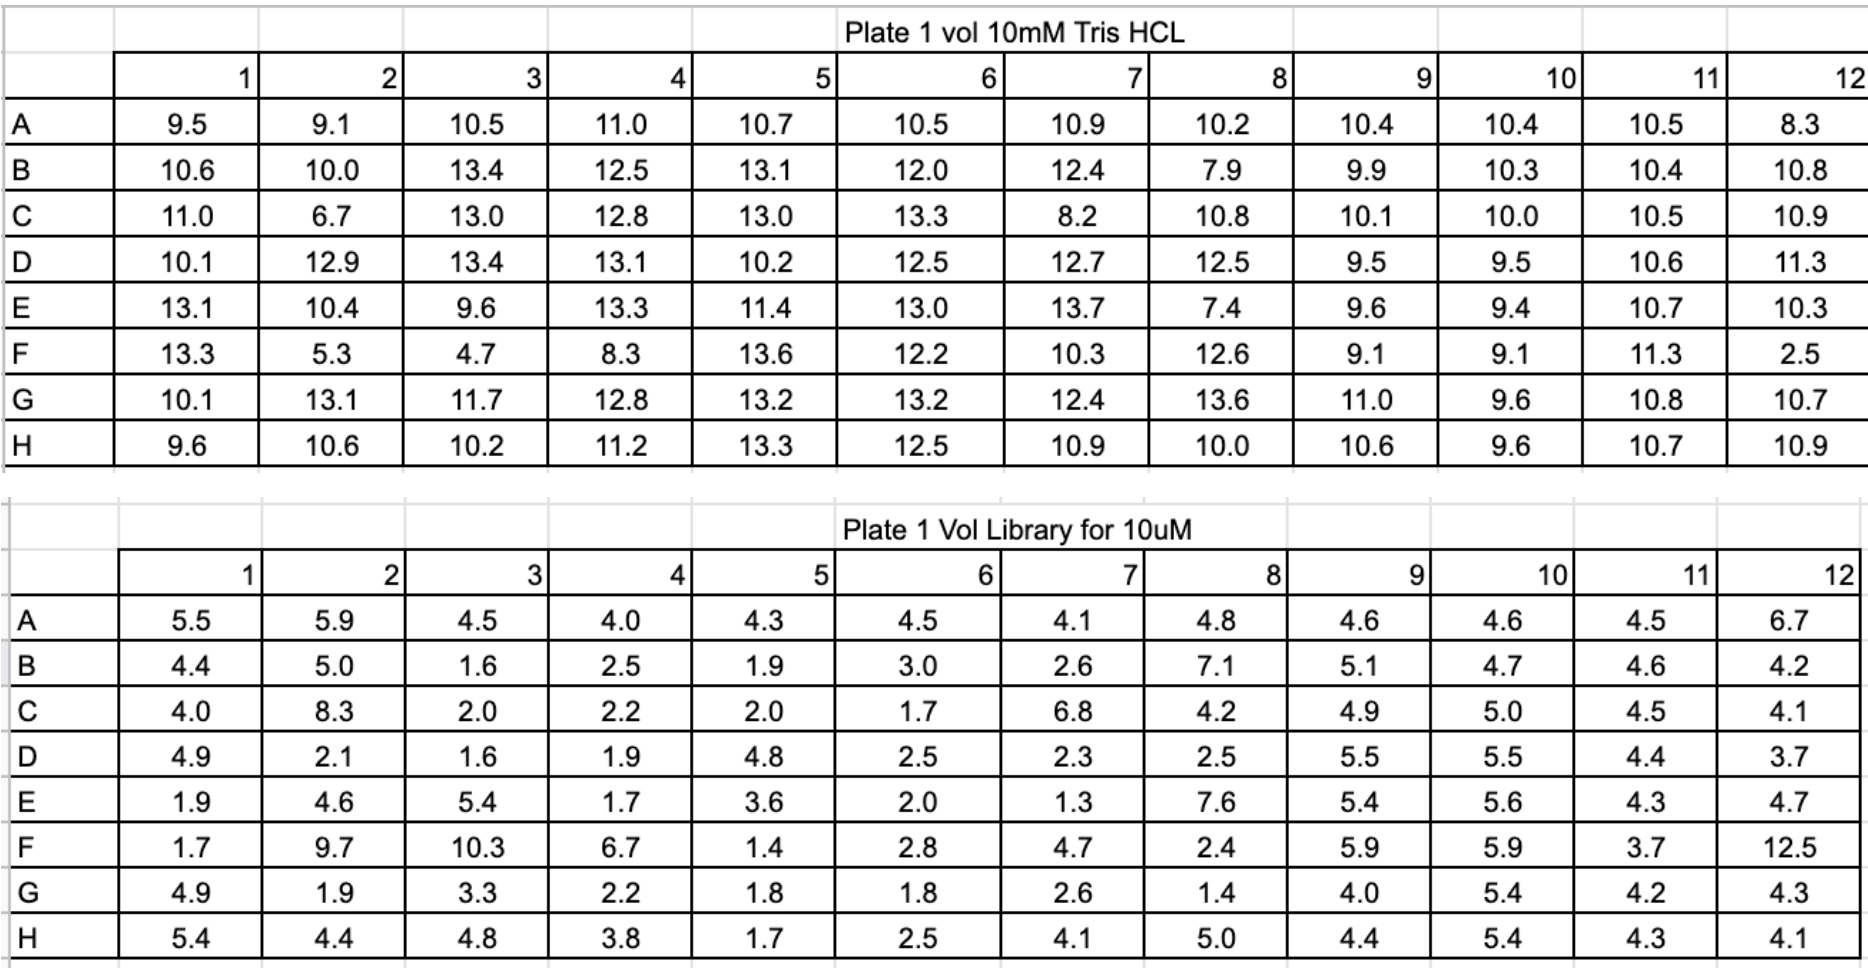 Plate 1 vol 10mM Tris HCL
1 2 3 4 5 6 7 8 9 10 11 12
A 9.5 9.1 10.5 11.0 10.7 10.5 10.9 10.2 10.4 10.4 10.5 8.3
B 10.6 10.0 13.4 12.5 13.1 12.0 12.4 7.9 9.9 10.3 10.4 10.8
C 11.0 6.7 13.0 12.8 13.0 13.3 8.2 10.8 10.1 10.0 10.5 10.9
D 10.1 12.9 13.4 13.1 10.2 12.5 12.7 12.5 9.5 9.5 10.6 11.3
E 13.1 10.4 9.6 13.3 11.4 13.0 13.7 7.4 9.6 9.4 10.7 10.3
F 13.3 5.3 4.7 8.3 13.6 12.2 10.3 12.6 9.1 9.1 11.3 2.5
G 10.1 13.1 11.7 12.8 13.2 13.2 12.4 13.6 11.0 9.6 10.8 10.7
H 9.6 10.6 10.2 11.2 13.3 12.5 10.9 10.0 10.6 9.6 10.7 10.9
Plate 1 Vol Library for 10uM
1 2 3 4 5 6 7 8 9 10 11 12
A 5.5 5.9 4.5 4.0 4.3 4.5 4.1 4.8 4.6 4.6 4.5 6.7
B 4.4 5.0 1.6 2.5 1.9 3.0 2.6 7.1 5.1 4.7 4.6 4.2
C 4.0 8.3 2.0 2.2 2.0 1.7 6.8 4.2 4.9 5.0 4.5 4.1
D 4.9 2.1 1.6 1.9 4.8 2.5 2.3 2.5 5.5 5.5 4.4 3.7
E 1.9 4.6 5.4 1.7 3.6 2.0 1.3 7.6 5.4 5.6 4.3 4.7
F 1.7 9.7 10.3 6.7 1.4 2.8 4.7 2.4 5.9 5.9 3.7 12.5
G 4.9 1.9 3.3 2.2 1.8 1.8 2.6 1.4 4.0 5.4 4.2 4.3
H 5.4 4.4 4.8 3.8 1.7 2.5 4.1 5.0 4.4 5.4 4.3 4.1